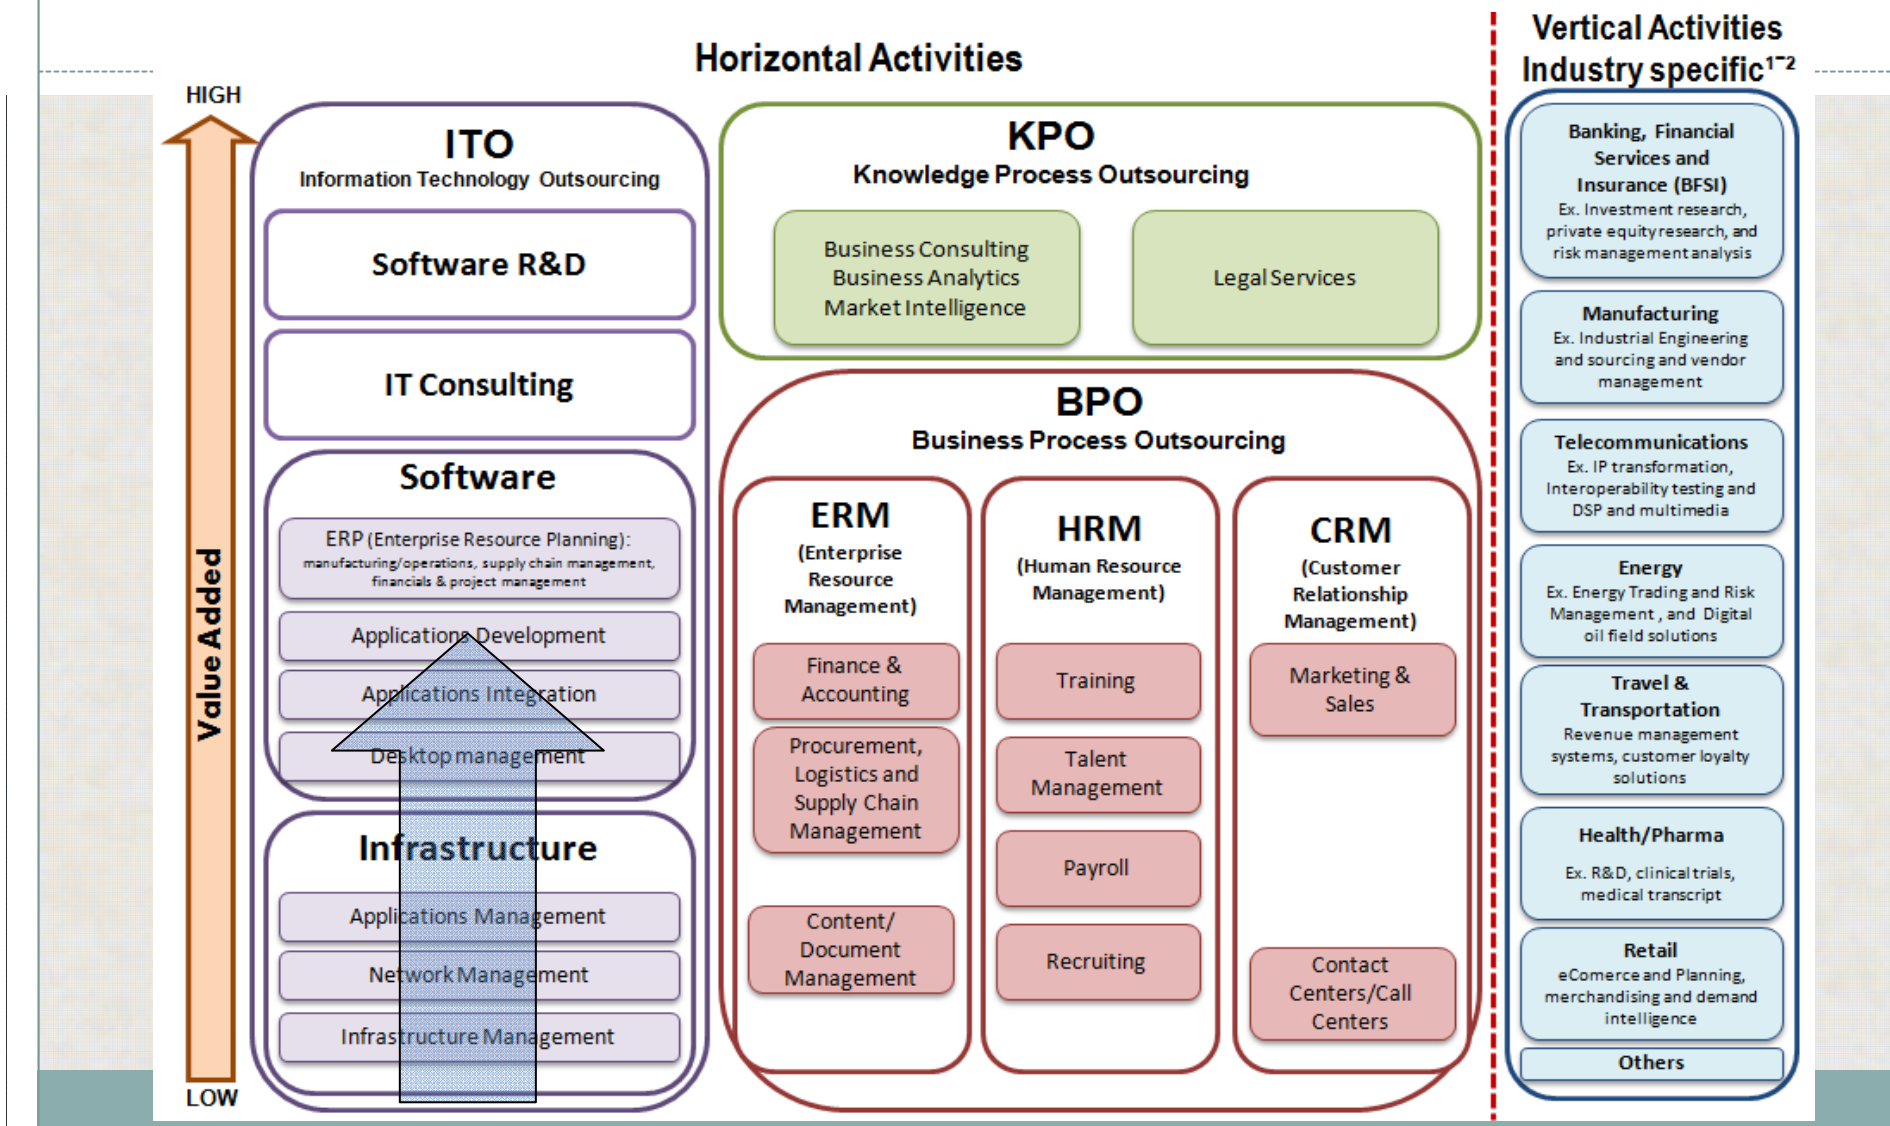 Horizontal Activities
Vertical Activities
Industry specific¹⁻²
HIGH
Value Added
LOW
ITO
Information Technology Outsourcing
Software R&D
IT Consulting
Software
ERP (Enterprise Resource Planning):
manufacturing/operations, supply chain management,
financials & project management
Applications Development
Applications Integration
Desktop management
Infrastructure
Applications Management
Network Management
Infrastructure Management
KPO
Knowledge Process Outsourcing
Business Consulting
Business Analytics
Market Intelligence
Legal Services
BPO
Business Process Outsourcing
ERM
(Enterprise
Resource
Management)
Finance &
Accounting
Procurement,
Logistics and
Supply Chain
Management
Content/
Document
Management
HRM
(Human Resource
Management)
Training
Talent
Management
Payroll
Recruiting
CRM
(Customer
Relationship
Management)
Marketing &
Sales
Contact
Centers/Call
Centers
Banking, Financial
Services and
Insurance (BFSI)
Ex. Investment research,
private equity research, and
risk management analysis
Manufacturing
Ex. Industrial Engineering
and sourcing and vendor
management
Telecommunications
Ex. IP transformation,
Interoperability testing and
DSP and multimedia
Energy
Ex. Energy Trading and Risk
Management , and Digital
oil field solutions
Travel &
Transportation
Revenue management
systems, customer loyalty
solutions
Health/Pharma
Ex. R&D, clinical trials,
medical transcript
Retail
eComerce and Planning,
merchandising and demand
intelligence
Others